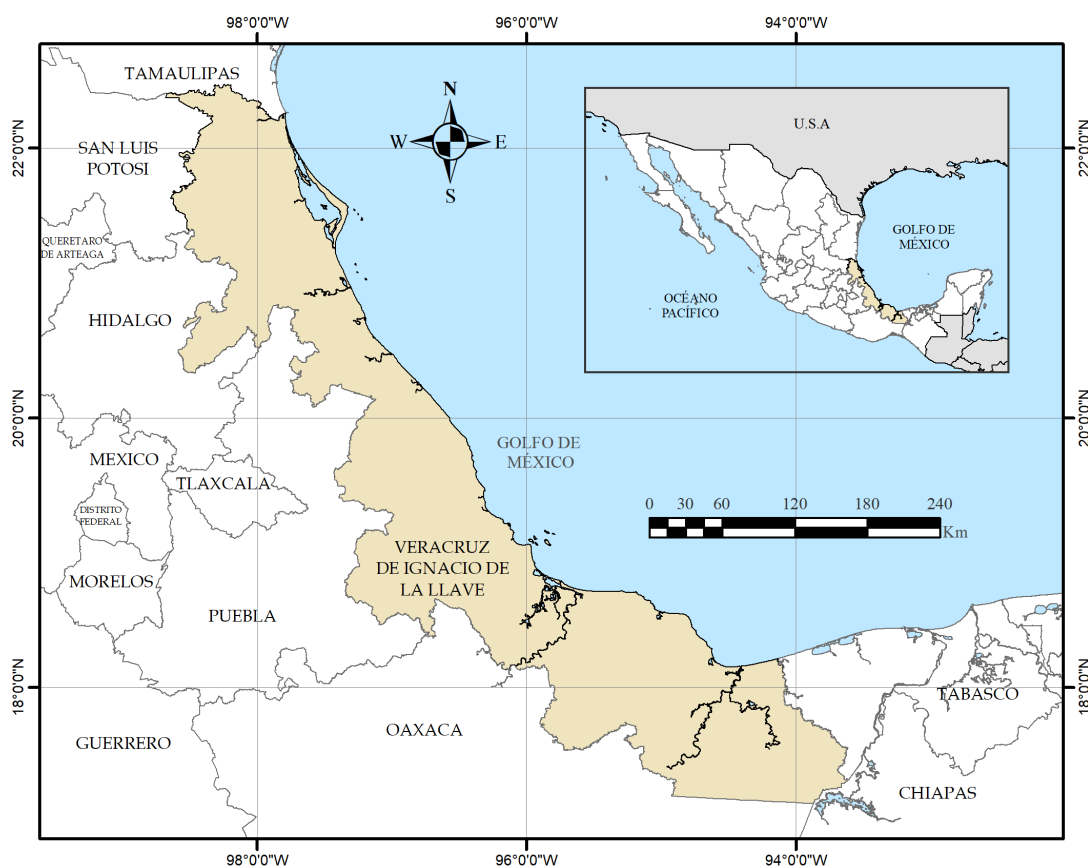 98°0'0"W
96°0'0"W
94°0'0"W
TAMAULIPAS
N
W
E
S
U.S.A
22°0'0"N
22°0'0"N
SAN LUIS
POTOSI
QUERETARO
DE ARTEAGA
GOLFO DE
MÉXICO
OCÉANO
PACÍFICO
HIDALGO
20°0'0"N
20°0'0"N
GOLFO DE
MÉXICO
MEXICO
TLAXCALA
DISTRITO
FEDERAL
0 30 60 120 180 240
Km
VERACRUZ
DE IGNACIO DE
LA LLAVE
MORELOS
PUEBLA
18°0'0"N
18°0'0"N
TABASCO
OAXACA
GUERRERO
CHIAPAS
98°0'0"W
96°0'0"W
94°0'0"W